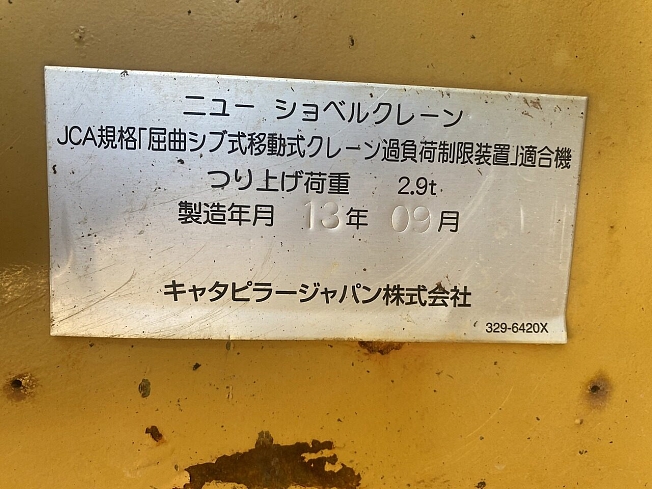 ニュー ショベルクレーン
JCA規格「屈曲シブ式移動式クレーン過負荷制限装置」適合機
つり上げ荷重 2.9t
製造年月 13年 09月
キャタピラージャパン株式会社
329-6420X